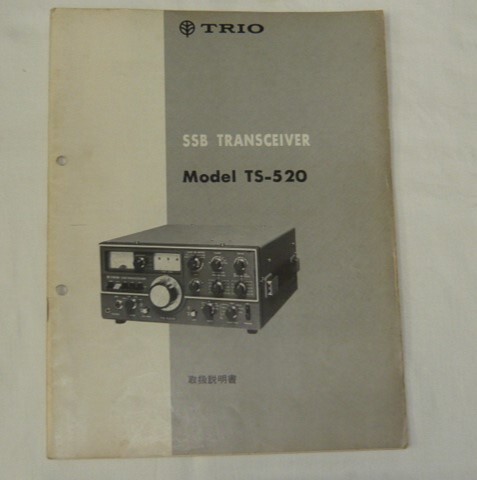 TRIO
SSB TRANSCEIVER
Model TS-520
取扱説明書